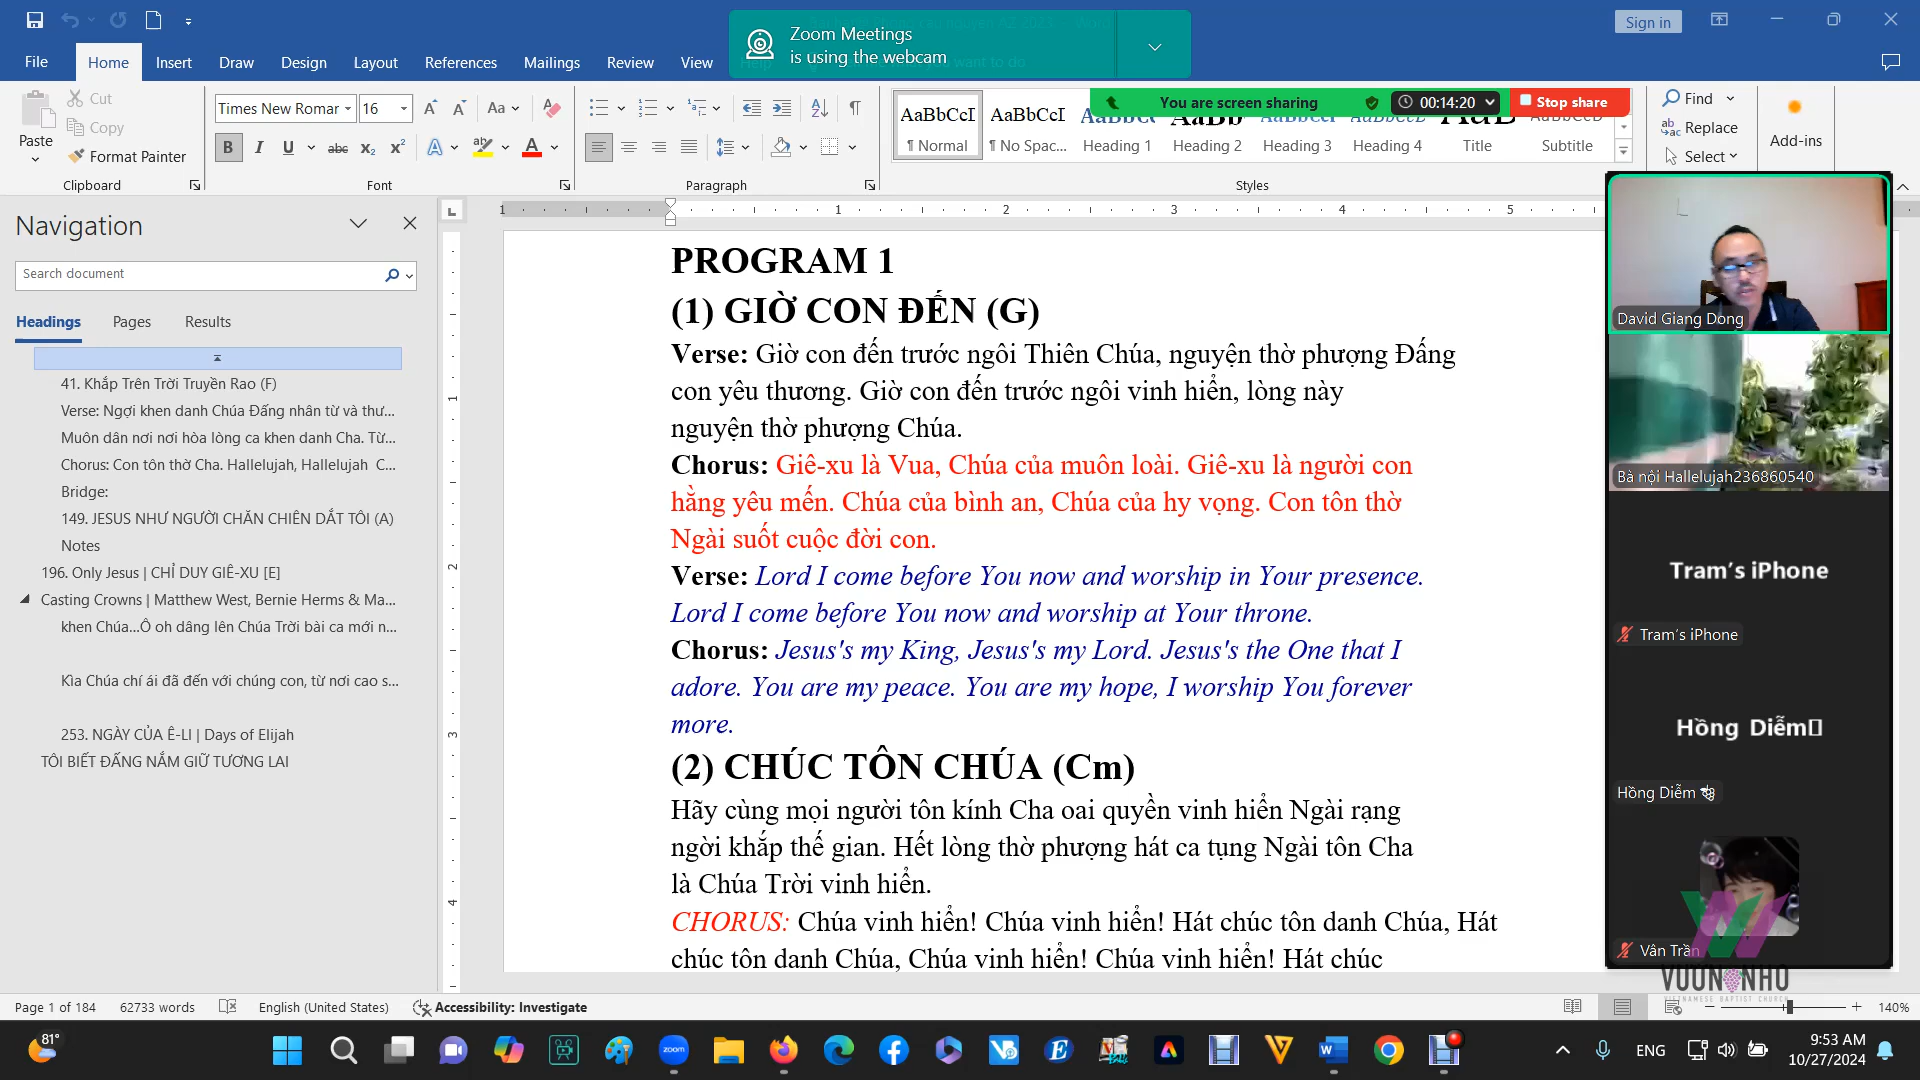 Zoom Meetings
is using the webcam
Sign in
File
Home
Insert
Draw
Design
Layout
References
Mailings
Review
View
Paste
Cut
Copy
Format Painter
Clipboard
Times New Romar
16
Aa
Font
Paragraph
You are screen sharing
00:14:20
Stop share
AaBbCcI
¶ Normal
AaBbCcI
¶ No Spac...
Heading 1
Heading 2
Heading 3
Heading 4
Title
Subtitle
Styles
Find
Replace
Select
Add-ins
Navigation
Search document
Headings
Pages
Results
41. Khắp Trên Trời Truyền Rao (F)
Verse: Ngợi khen danh Chúa Đấng nhân từ và thư...
Muôn dân nơi nơi hòa lòng ca khen danh Cha. Từ...
Chorus: Con tôn thờ Cha. Hallelujah, Hallelujah C...
Bridge:
149. JESUS NHƯ NGƯỜI CHĂN CHIÊN DẮT TÔI (A)
Notes
196. Only Jesus | CHỈ DUY GIÊ-XU [E]
Casting Crowns | Matthew West, Bernie Herms & Ma...
khen Chúa...Ô oh dâng lên Chúa Trời bài ca mới n...
Kìa Chúa chí ái đã đến với chúng con, từ nơi cao s...
253. NGÀY CỦA Ê-LI | Days of Elijah
TÔI BIẾT ĐẤNG NẮM GIỮ TƯƠNG LAI
PROGRAM 1
(1) GIỜ CON ĐẾN (G)
Verse: Giờ con đến trước ngôi Thiên Chúa, nguyện thờ phượng Đấng
con yêu thương. Giờ con đến trước ngôi vinh hiển, lòng này
nguyện thờ phượng Chúa.
Chorus: Giê-xu là Vua, Chúa của muôn loài. Giê-xu là người con
hằng yêu mến. Chúa của bình an, Chúa của hy vọng. Con tôn thờ
Ngài suốt cuộc đời con.
Verse: Lord I come before You now and worship in Your presence.
Lord I come before You now and worship at Your throne.
Chorus: Jesus's my King, Jesus's my Lord. Jesus's the One that I
adore. You are my peace. You are my hope, I worship You forever
more.
(2) CHÚC TÔN CHÚA (Cm)
Hãy cùng mọi người tôn kính Cha oai quyền vinh hiển Ngài rạng
ngời khắp thế gian. Hết lòng thờ phượng hát ca tụng Ngài tôn Cha
là Chúa Trời vinh hiển.
CHORUS: Chúa vinh hiển! Chúa vinh hiển! Hát chúc tôn danh Chúa, Hát
chúc tôn danh Chúa, Chúa vinh hiển! Chúa vinh hiển! Hát chúc
David Giang Dong
Bà nội Hallelujah236860540
Tram's iPhone
Tram's iPhone
Hồng Diễm
Hồng Diễm
Vân Trần
VUONNHO
VIETNAMESE BAPTIST CHURCH
Page 1 of 184
62733 words
English (United States)
Accessibility: Investigate
140%
81°
ENG
9:53 AM
10/27/2024